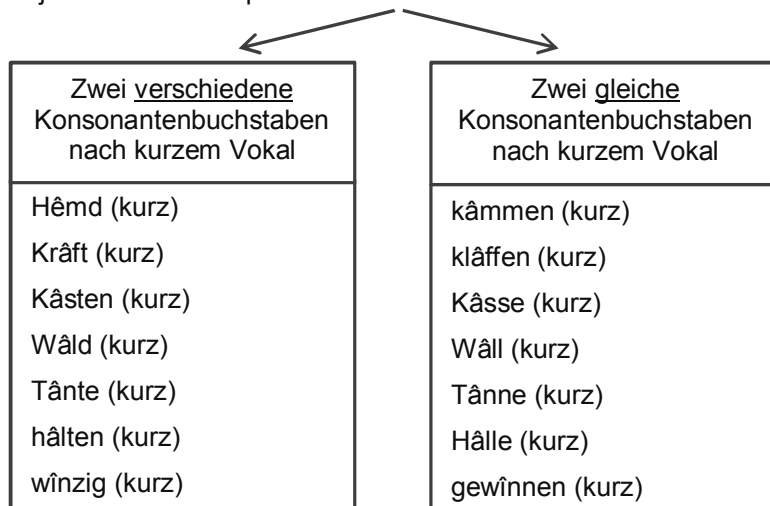 Zwei verschiedene
Konsonantenbuchstaben
nach kurzem Vokal
Hêmd (kurz)
Krâft (kurz)
Kâsten (kurz)
Wâld (kurz)
Tânte (kurz)
hâlten (kurz)
wînzig (kurz)
Zwei gleiche
Konsonantenbuchstaben
nach kurzem Vokal
kâmmen (kurz)
klâffen (kurz)
Kâsse (kurz)
Wâll (kurz)
Tânne (kurz)
Hâlle (kurz)
gewînnen (kurz)